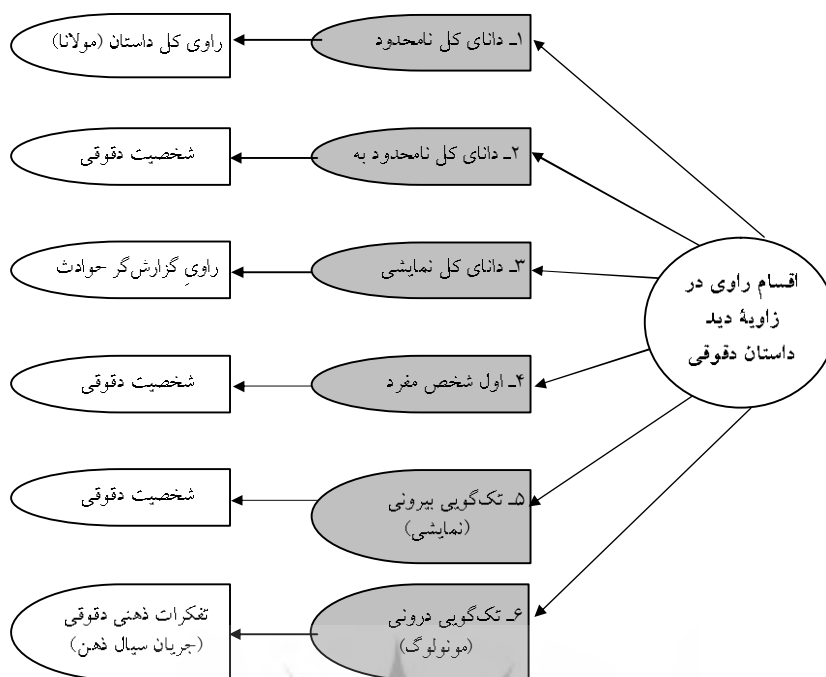 اقسام راوی در
زاویۀ دید
داستان دقوقی
۱ـ دانای کل نامحدود
راوی کل داستان (مولانا)
۲ـ دانای کل نامحدود به
شخصیت دقوقی
۳ـ دانای کل نمایشی
راویِ گزارش‌گر حوادث
۴ـ اول شخص مفرد
شخصیت دقوقی
۵ـ تک‌گویی بیرونی
(نمایشی)
شخصیت دقوقی
۶ـ تک‌گویی درونی
(مونولوگ)
تفکرات ذهنی دقوقی
(جریان سیال ذهن)